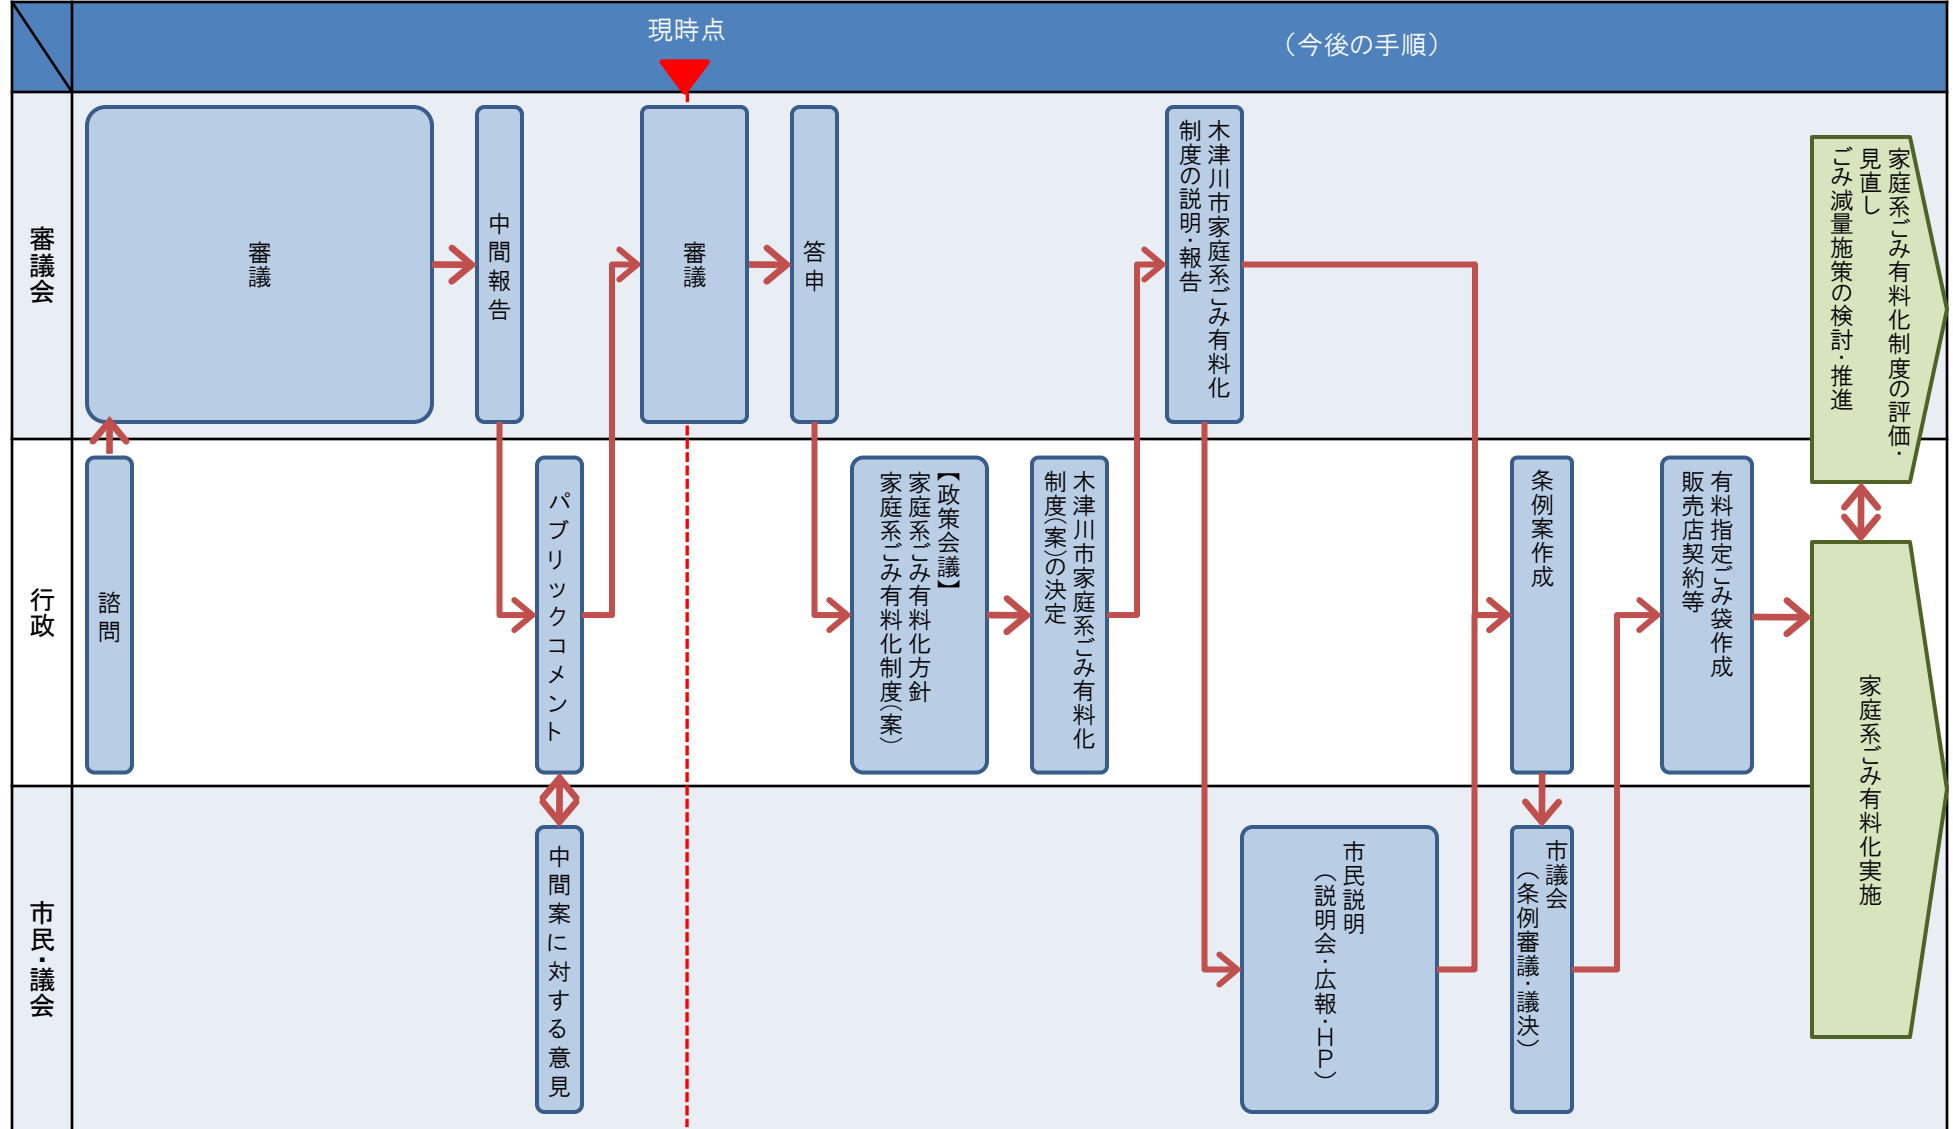 現時点
（今後の手順）
審議会
審議
中間報告
審議
答申
木津川市家庭系ごみ有料化
制度の説明・報告
家庭系ごみ有料化制度の評価・
見直し
ごみ減量施策の検討・推進
行政
諮問
パブリックコメント
【政策会議】
家庭系ごみ有料化方針
家庭系ごみ有料化制度（案）
木津川市家庭系ごみ有料化
制度（案）の決定
条例案作成
有料指定ごみ袋作成
販売店契約等
家庭系ごみ有料化実施
市民・議会
中間案に対する意見
市民説明
（説明会・広報・ＨＰ）
市議会
（条例審議・議決）